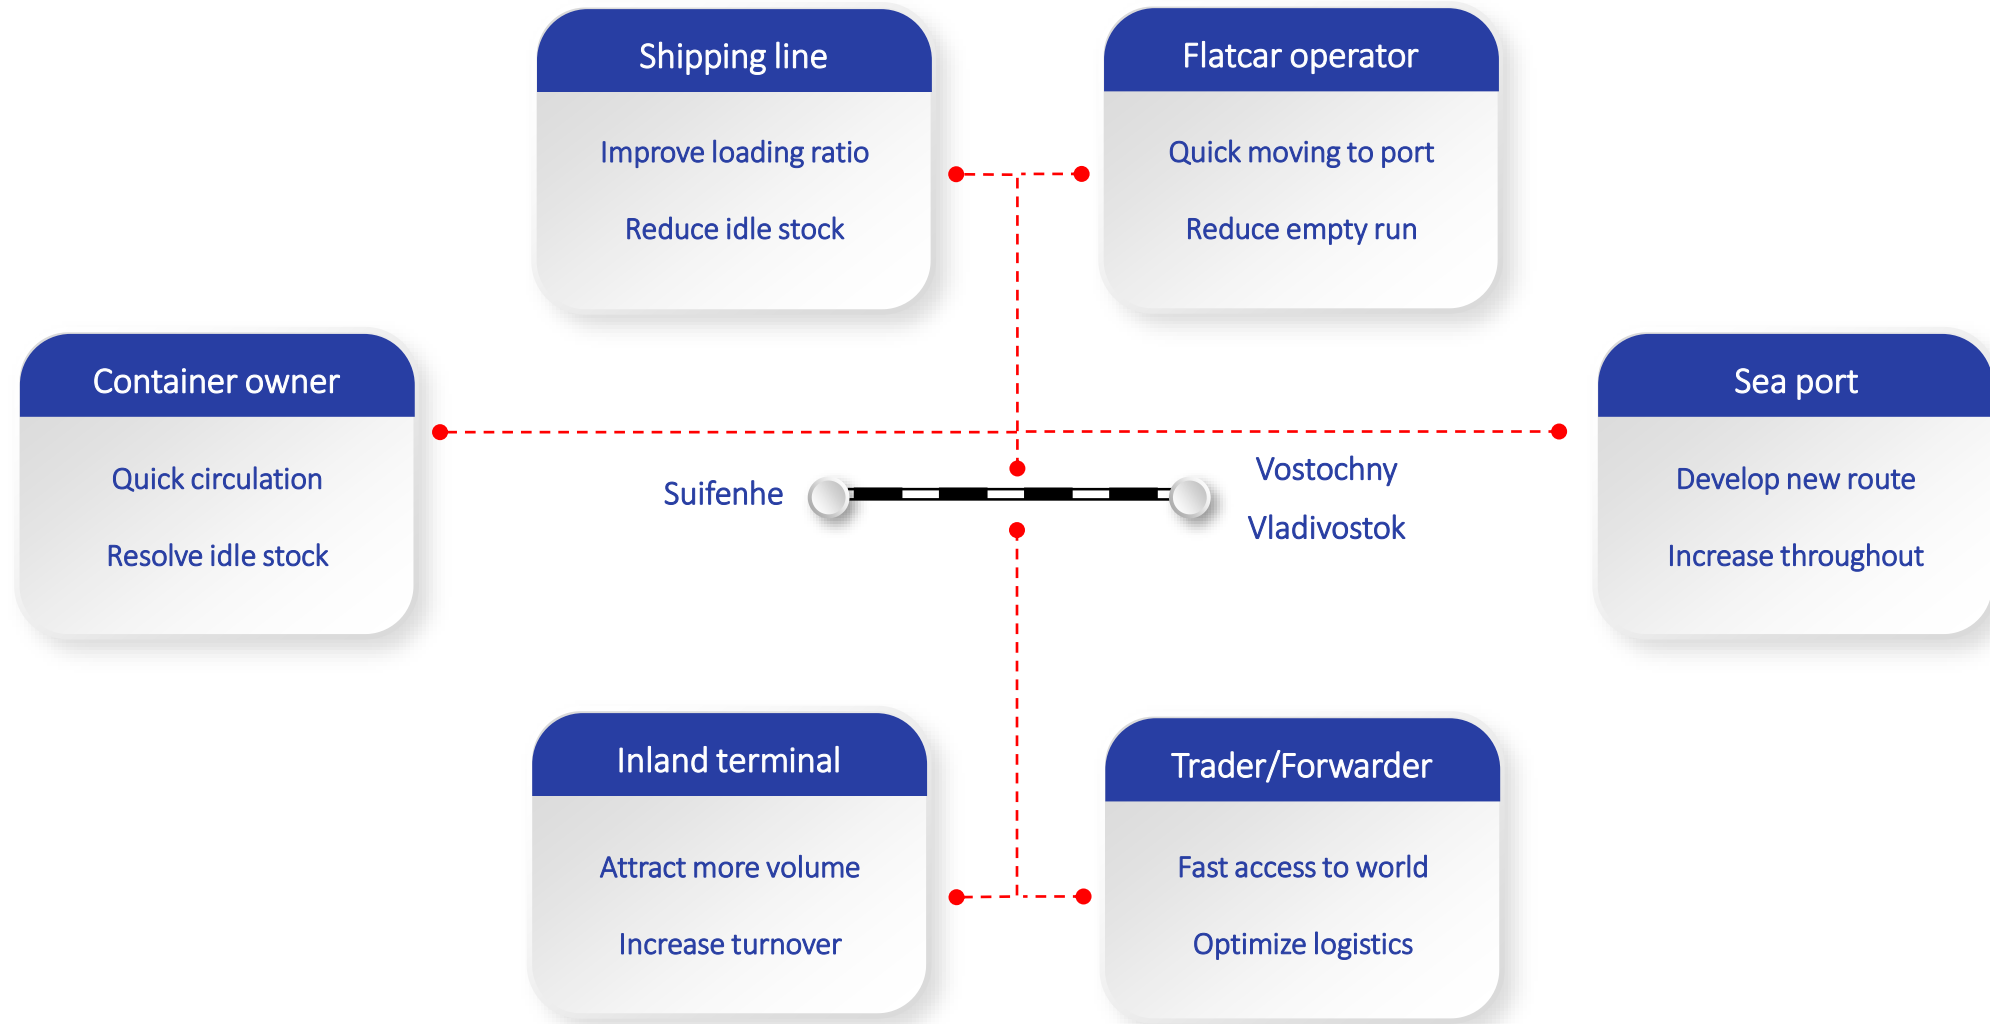 Shipping line
Improve loading ratio
Reduce idle stock
Flatcar operator
Quick moving to port
Reduce empty run
Container owner
Quick circulation
Resolve idle stock
Suifenhe
Vostochny
Vladivostok
Sea port
Develop new route
Increase throughout
Inland terminal
Attract more volume
Increase turnover
Trader/Forwarder
Fast access to world
Optimize logistics